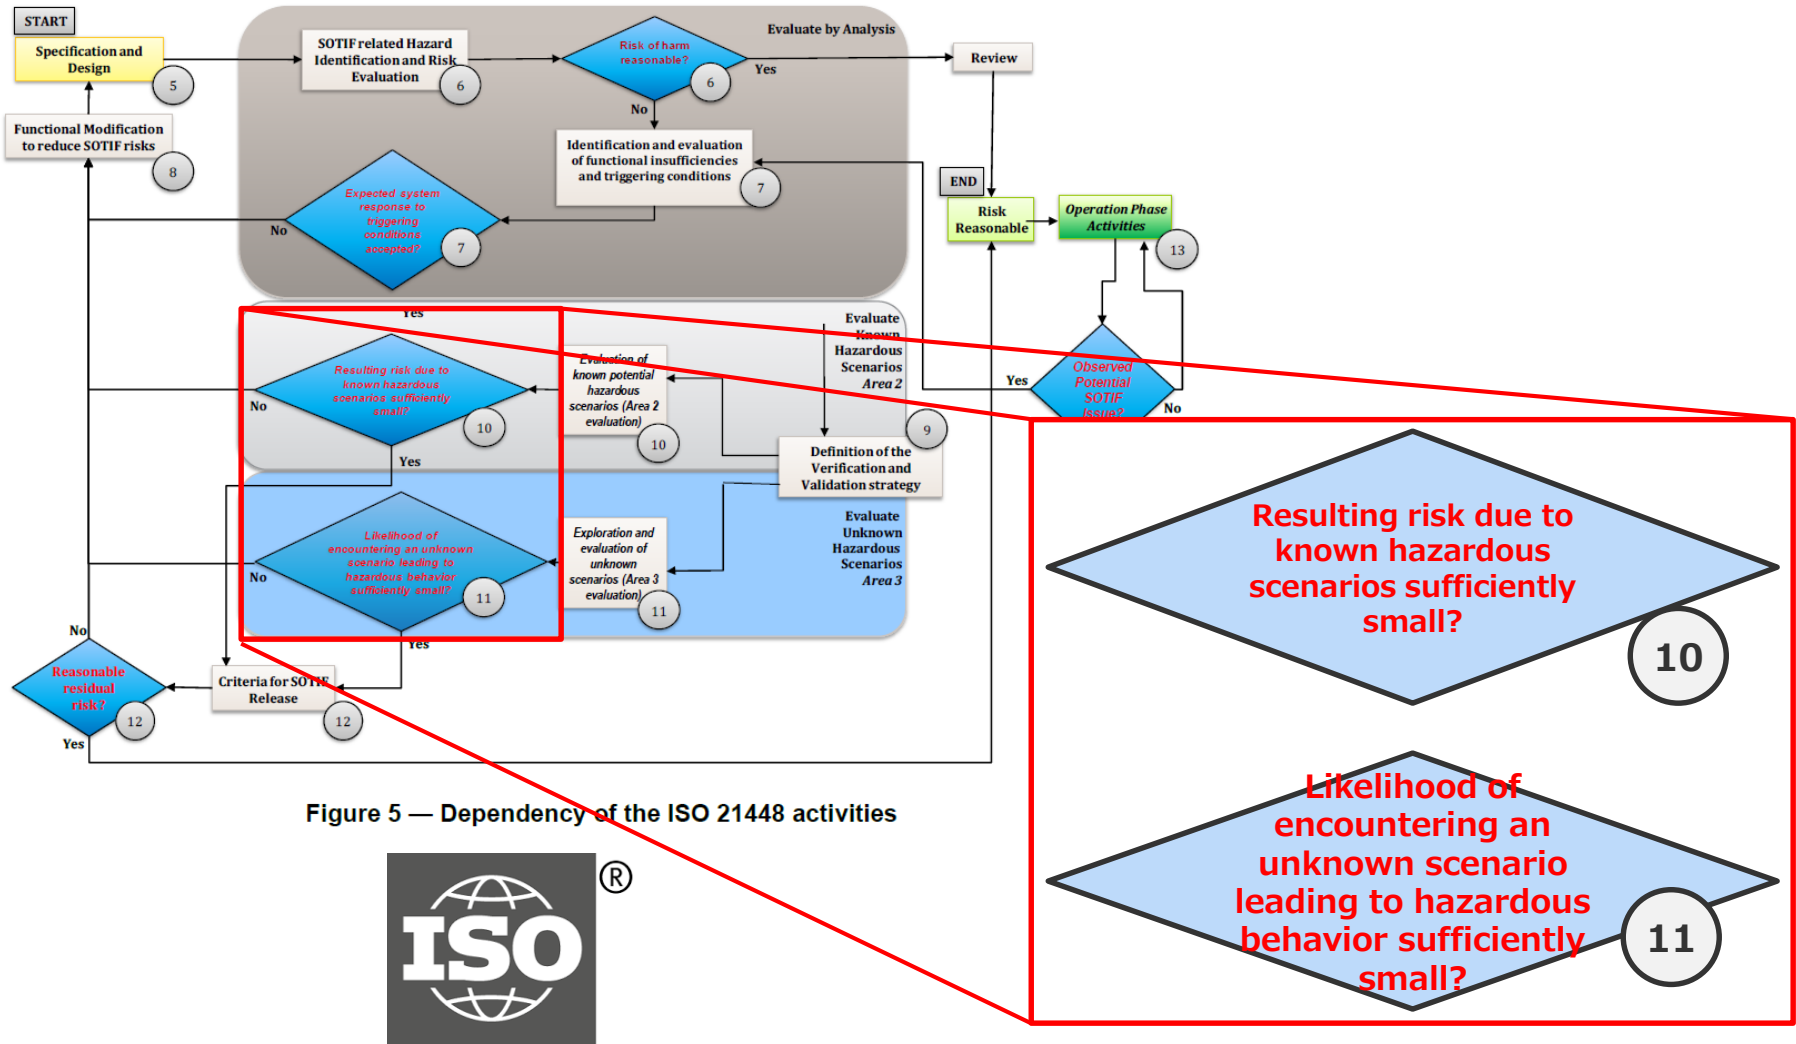 START
Specification and
Design
5
Functional Modification
to reduce SOTIF risks
8
SOTIF related Hazard
Identification and Risk
Evaluation
6
Risk of harm
reasonable?
6
Evaluate by Analysis
Yes
No
Review
Identification and evaluation
of functional insufficiencies
and triggering conditions
7
Expected system
response to
triggering
conditions
accepted?
7
No
Yes
END
Risk
Reasonable
Operation Phase
Activities
13
Observed
Potential
SOTIF
Issue?
Yes
No
Evaluate
Known
Hazardous
Scenarios
Area 2
Resulting risk due to
known hazardous
scenarios sufficiently
small?
10
No
Yes
Evaluation of
known potential
hazardous
scenarios (Area 2
evaluation)
10
9
Definition of the
Verification and
Validation strategy
Evaluate
Unknown
Hazardous
Scenarios
Area 3
Likelihood of
encountering an unknown
scenario leading to
hazardous behavior
sufficiently small?
11
No
Yes
Exploration and
evaluation of
unknown
scenarios (Area 3
evaluation)
11
No
Reasonable
residual
risk?
12
Yes
Criteria for SOTIF
Release
12
Resulting risk due to
known hazardous
scenarios sufficiently
small?
10
Likelihood of
encountering an
unknown scenario
leading to hazardous
behavior sufficiently
small?
11
Figure 5 — Dependency of the ISO 21448 activities
ISO
®